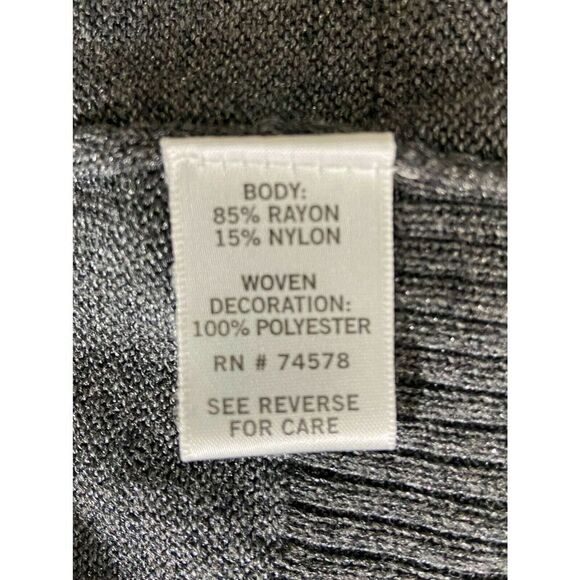 BODY:
85% RAYON
15% NYLON
WOVEN
DECORATION:
100% POLYESTER
RN # 74578
SEE REVERSE
FOR CARE